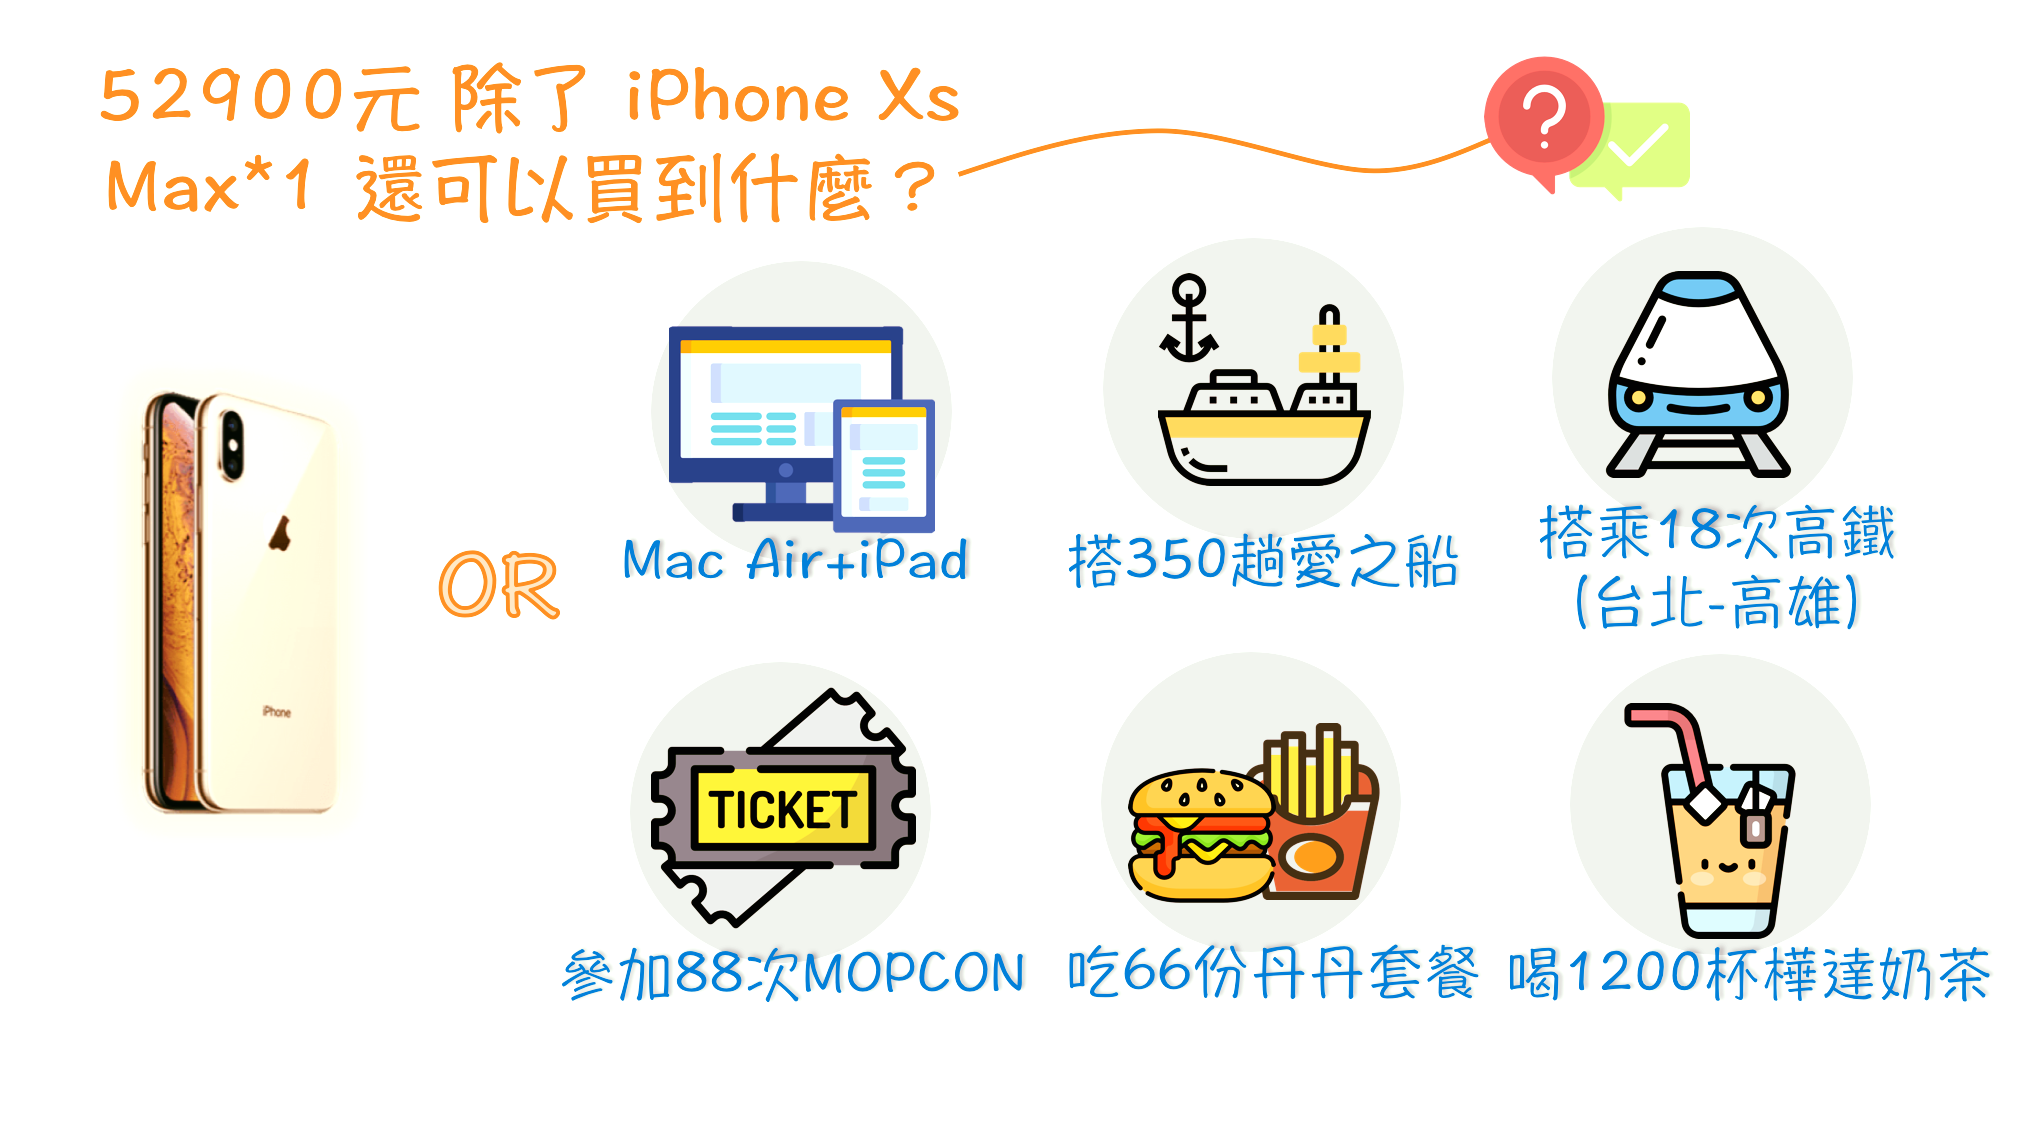 52900元 除了 iPhone Xs
Max*1 還可以買到什麼？
iPhone
OR
Mac Air+iPad
搭350趟愛之船
搭乘18次高鐵
(台北-高雄)
TICKET
參加88次MOPCON
吃66份丹丹套餐
喝1200杯樺達奶茶